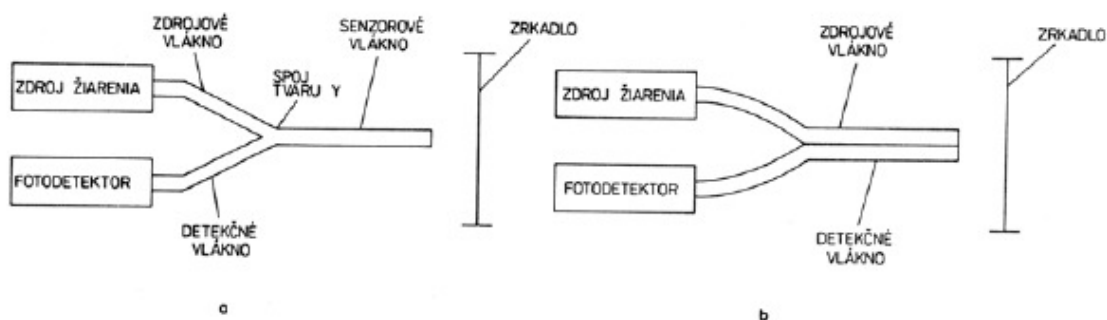 ZDROJOVÉ
VLÁKNO
SENZOROVÉ
VLÁKNO
ZRKADLO
ZDROJ ŽIARENIA
SPOJ
TVARU Y
FOTODETEKTOR
DETEKČNÉ
VLÁKNO
a
ZDROJOVÉ
VLÁKNO
ZRKADLO
ZDROJ ŽIARENIA
FOTODETEKTOR
DETEKČNÉ
VLÁKNO
b